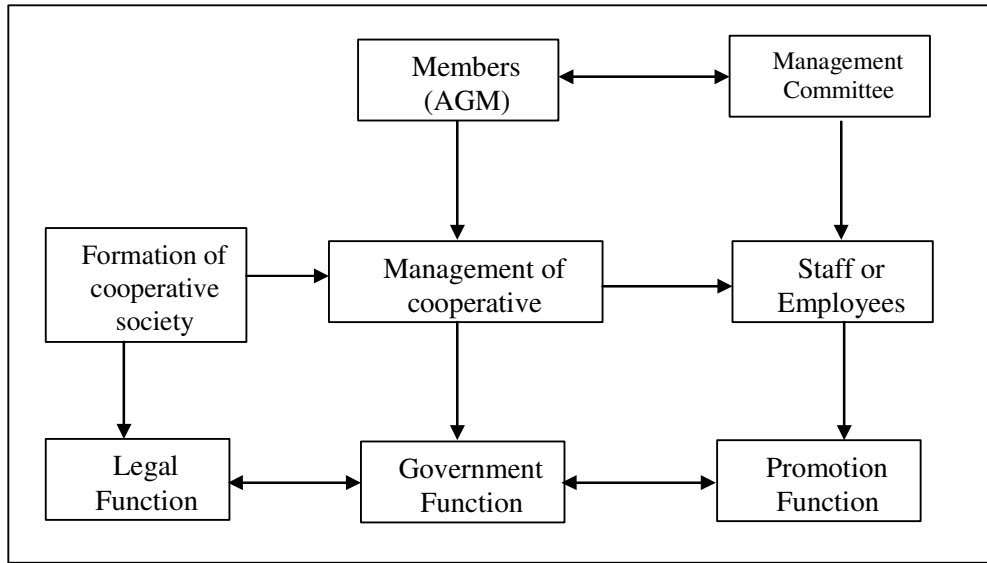 Members
(AGM)
Management
Committee
Formation of
cooperative
society
Management of
cooperative
Staff or
Employees
Legal
Function
Government
Function
Promotion
Function